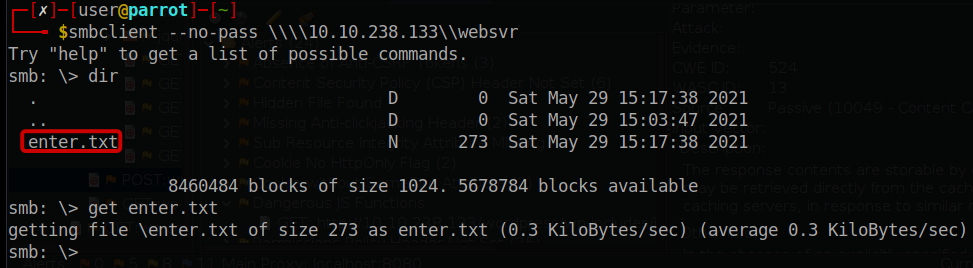 [✗]─[user@parrot]─[~]
$smbclient --no-pass \\\\10.10.238.133\\websvr
Try "help" to get a list of possible commands.
smb: \> dir
. D 0 Sat May 29 15:17:38 2021
.. D 0 Sat May 29 15:03:47 2021
enter.txt N 273 Sat May 29 15:17:38 2021
8460484 blocks of size 1024. 5678784 blocks available
smb: \> get enter.txt
getting file \enter.txt of size 273 as enter.txt (0.3 KiloBytes/sec) (average 0.3 KiloBytes/sec)
smb: \>